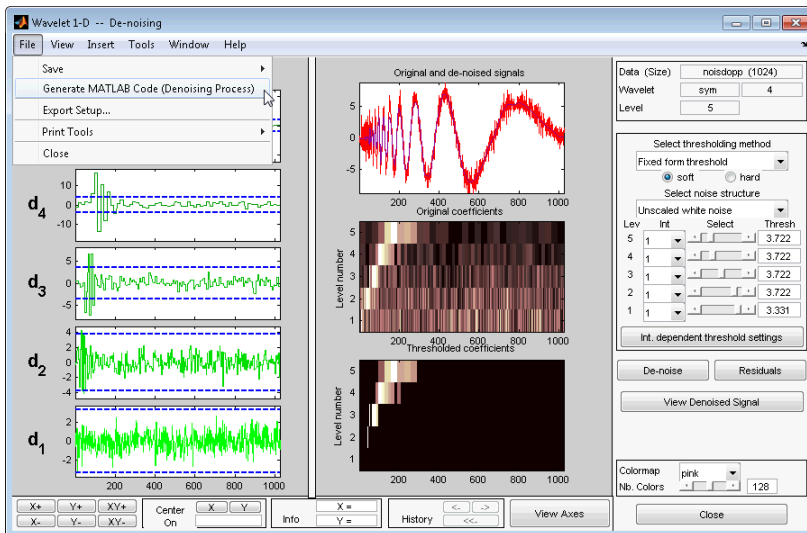 Wavelet 1-D -- De-noising
File View Insert Tools Window Help
Save
Generate MATLAB Code (Denoising Process)
Export Setup...
Print Tools
Close
d4
10
0
-10
d3
5
0
-5
d2
4
2
0
-2
-4
d1
2
0
-2
200 400 600 800 1000
Original and de-noised signals
5
0
-5
200 400 600 800 1000
Original coefficients
Level number
5
4
3
2
1
200 400 600 800 1000
Thresholded coefficients
Level number
5
4
3
2
1
200 400 600 800 1000
Data (Size) noisdopp (1024)
Wavelet sym 4
Level 5
Select thresholding method
Fixed form threshold
soft hard
Select noise structure
Unscaled white noise
Lev Int Select Thresh
5 1 3.722
4 1 3.722
3 1 3.722
2 1 3.722
1 1 3.331
Int. dependent threshold settings
De-noise Residuals
View Denoised Signal
Colormap pink
Nb. Colors 128
Close
X+ Y+ XY+
X- Y- XY-
Center On X Y
Info X = Y =
History <- -> <<-
View Axes